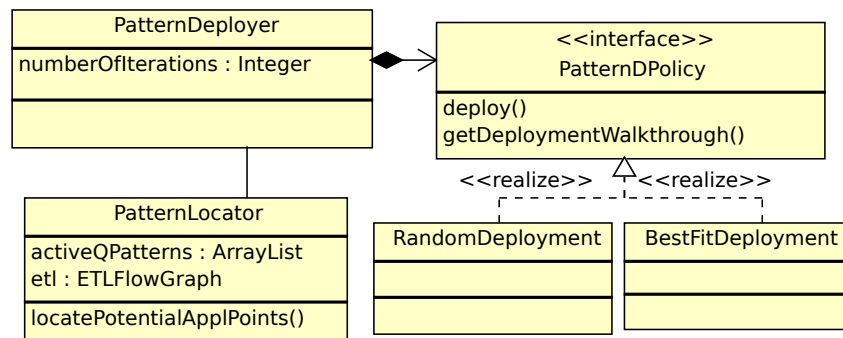 PatternDeployer
numberOfIterations : Integer
<<interface>>
PatternDPolicy
deploy()
getDeploymentWalkthrough()
<<realize>> <<realize>>
PatternLocator
activeQPatterns : ArrayList
etl : ETLFlowGraph
locatePotentialApplPoints()
RandomDeployment
BestFitDeployment